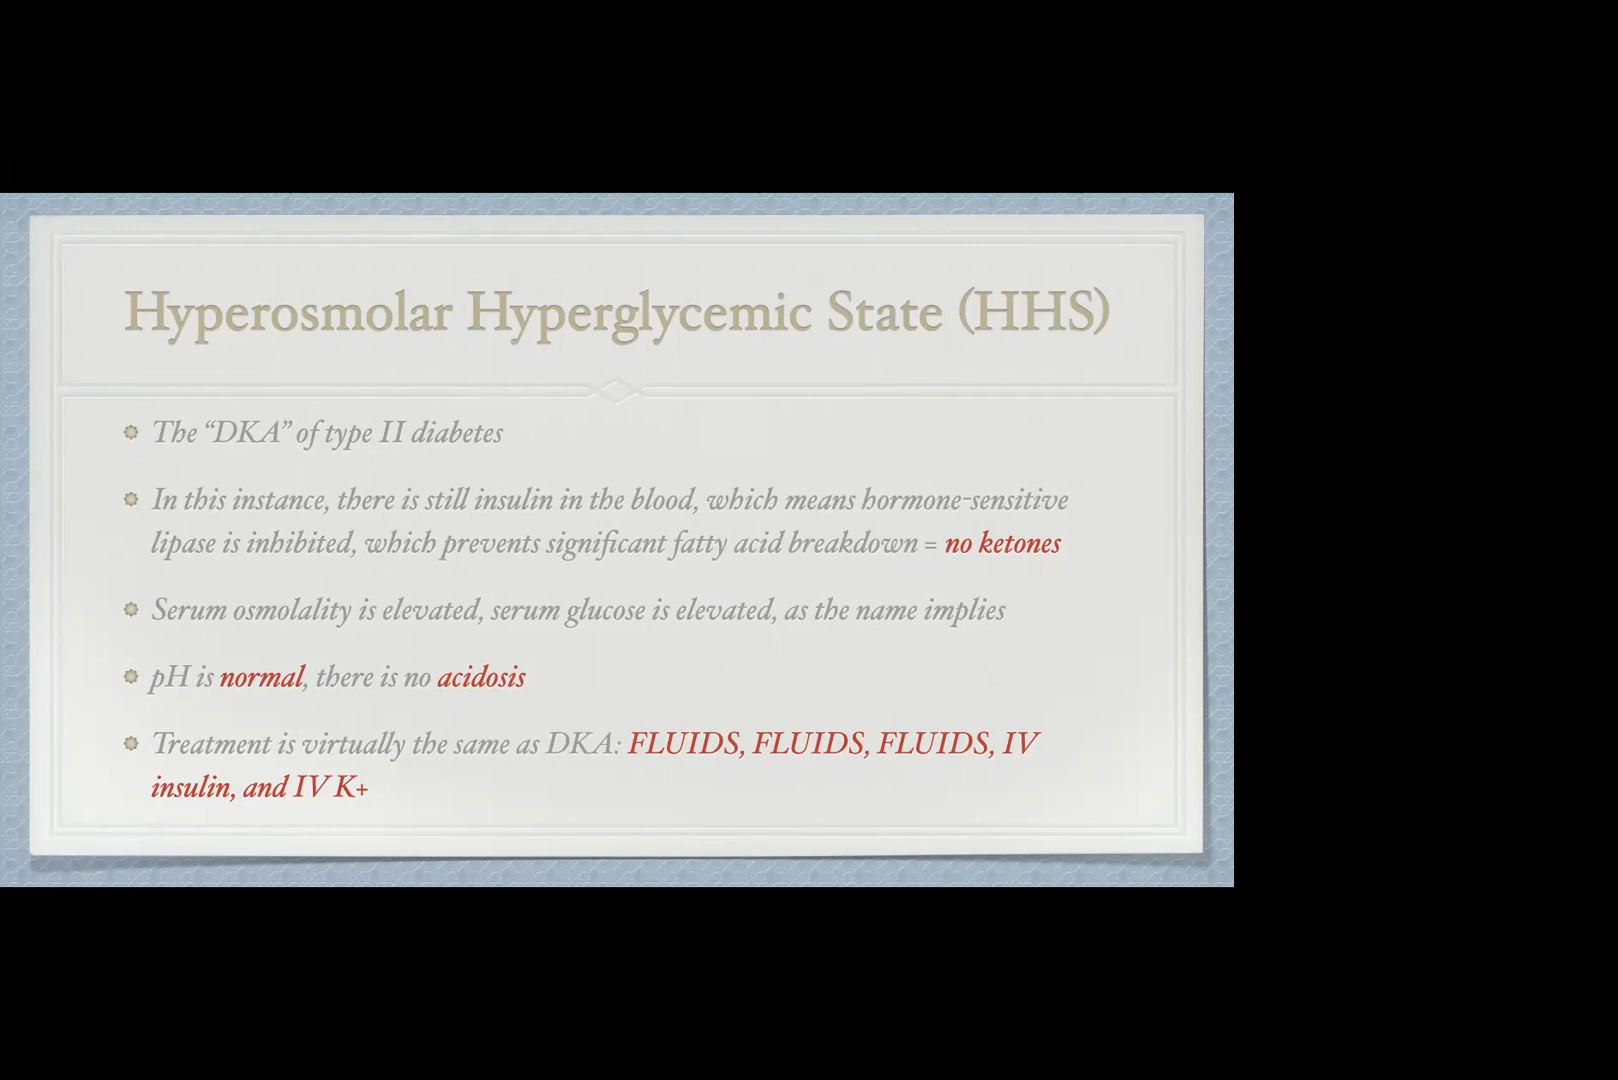 Hyperosmolar Hyperglycemic State (HHS)
The “DKA” of type II diabetes
In this instance, there is still insulin in the blood, which means hormone-sensitive
lipase is inhibited, which prevents significant fatty acid breakdown = no ketones
Serum osmolality is elevated, serum glucose is elevated, as the name implies
pH is normal, there is no acidosis
Treatment is virtually the same as DKA: FLUIDS, FLUIDS, FLUIDS, IV
insulin, and IV K+